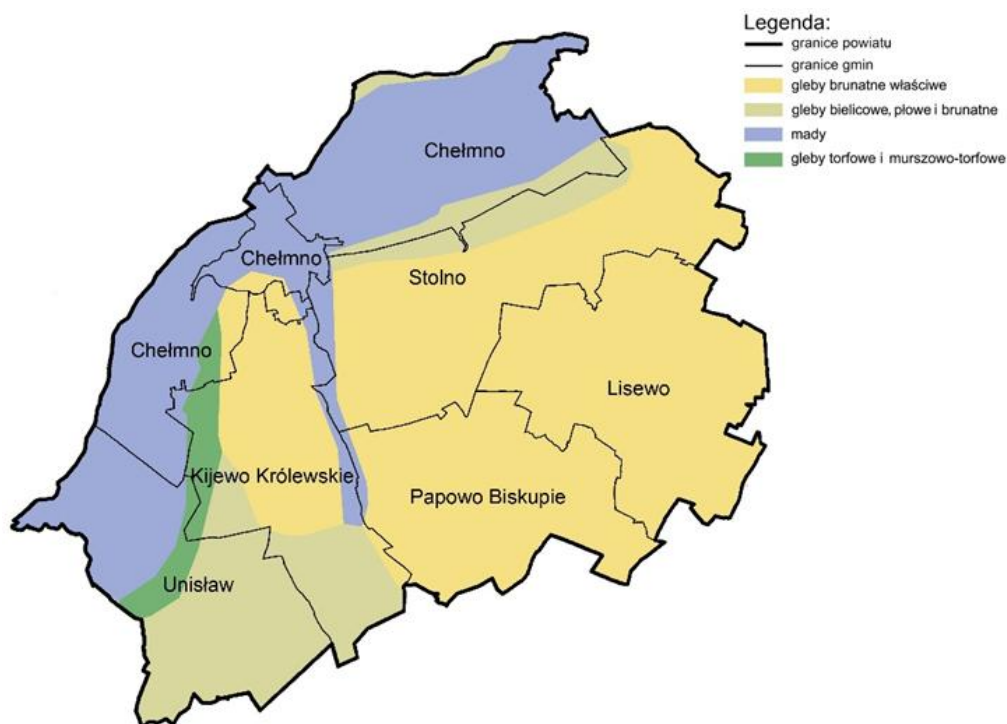 Legenda:
granice powiatu
granice gmin
gleby brunatne właściwe
gleby bielicowe, płowe i brunatne
mady
gleby torfowe i murszowo-torfowe
Chełmno
Chełmno
Stolno
Chełmno
Lisewo
Kijewo Królewskie
Papowo Biskupie
Unisław